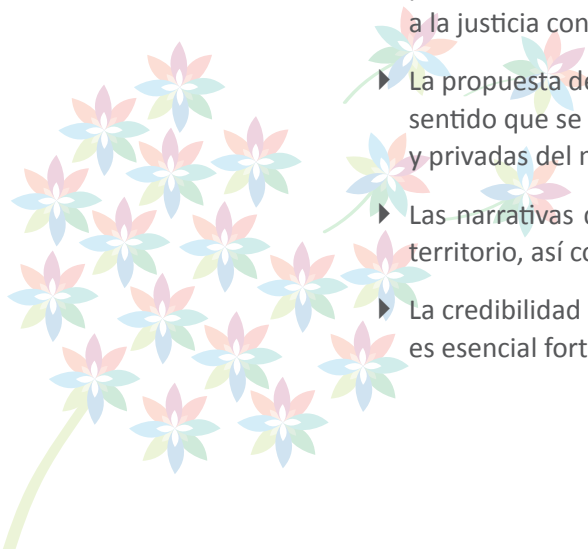 a la justicia con
La propuesta de
sentido que se
y privadas del
Las narrativas
territorio, así co
La credibilidad
es esencial fort